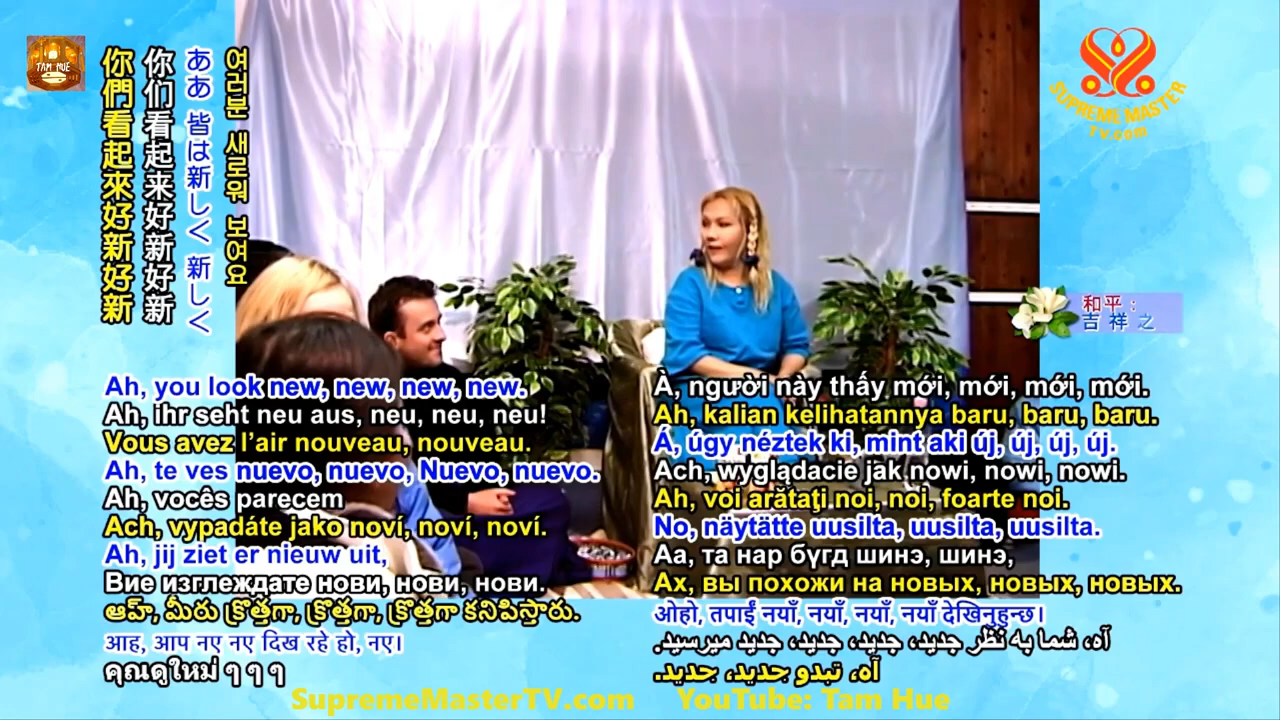 TAM HUE
你們看起來好新好新
你们看起来好新好新
ああ 皆は新しく 新しく
여러분 새로워 보여요
SUPREME MASTER
TV.com
和平：
吉祥之
Ah, you look new, new, new, new.
Ah, ihr seht neu aus, neu, neu, neu!
Vous avez l'air nouveau, nouveau.
Ah, te ves nuevo, nuevo, Nuevo, nuevo.
Ah, vocês parecem
Ach, vypadáte jako noví, noví, noví.
Ah, jij ziet er nieuw uit,
Вие изглеждате нови, нови, нови.
ఆహ్, మీరు క్రొత్తగా, క్రొత్తగా, క్రొత్తగా కనిపిస్తారు.
आह, आप नए नए दिख रहे हो, नए।
คุณดูใหม่ ๆ ๆ ๆ
À, người này thấy mới, mới, mới, mới.
Ah, kalian kelihatannya baru, baru, baru.
Á, úgy néztek ki, mint aki új, új, új, új.
Ach, wyglądacie jak nowi, nowi, nowi.
Ah, voi arătaţi noi, noi, foarte noi.
No, näytätte uusilta, uusilta, uusilta.
Аа, та нар бүгд шинэ, шинэ,
Ах, вы похожи на новых, новых, новых.
ओहो, तपाईं नयाँ, नयाँ, नयाँ, नयाँ देखिनुहुन्छ।
آه، شما به نظر جدید، جدید، جدید، جدید میرسید.
آه، تبدو جديد، جديد.
SupremeMasterTV.com YouTube: Tam Hue